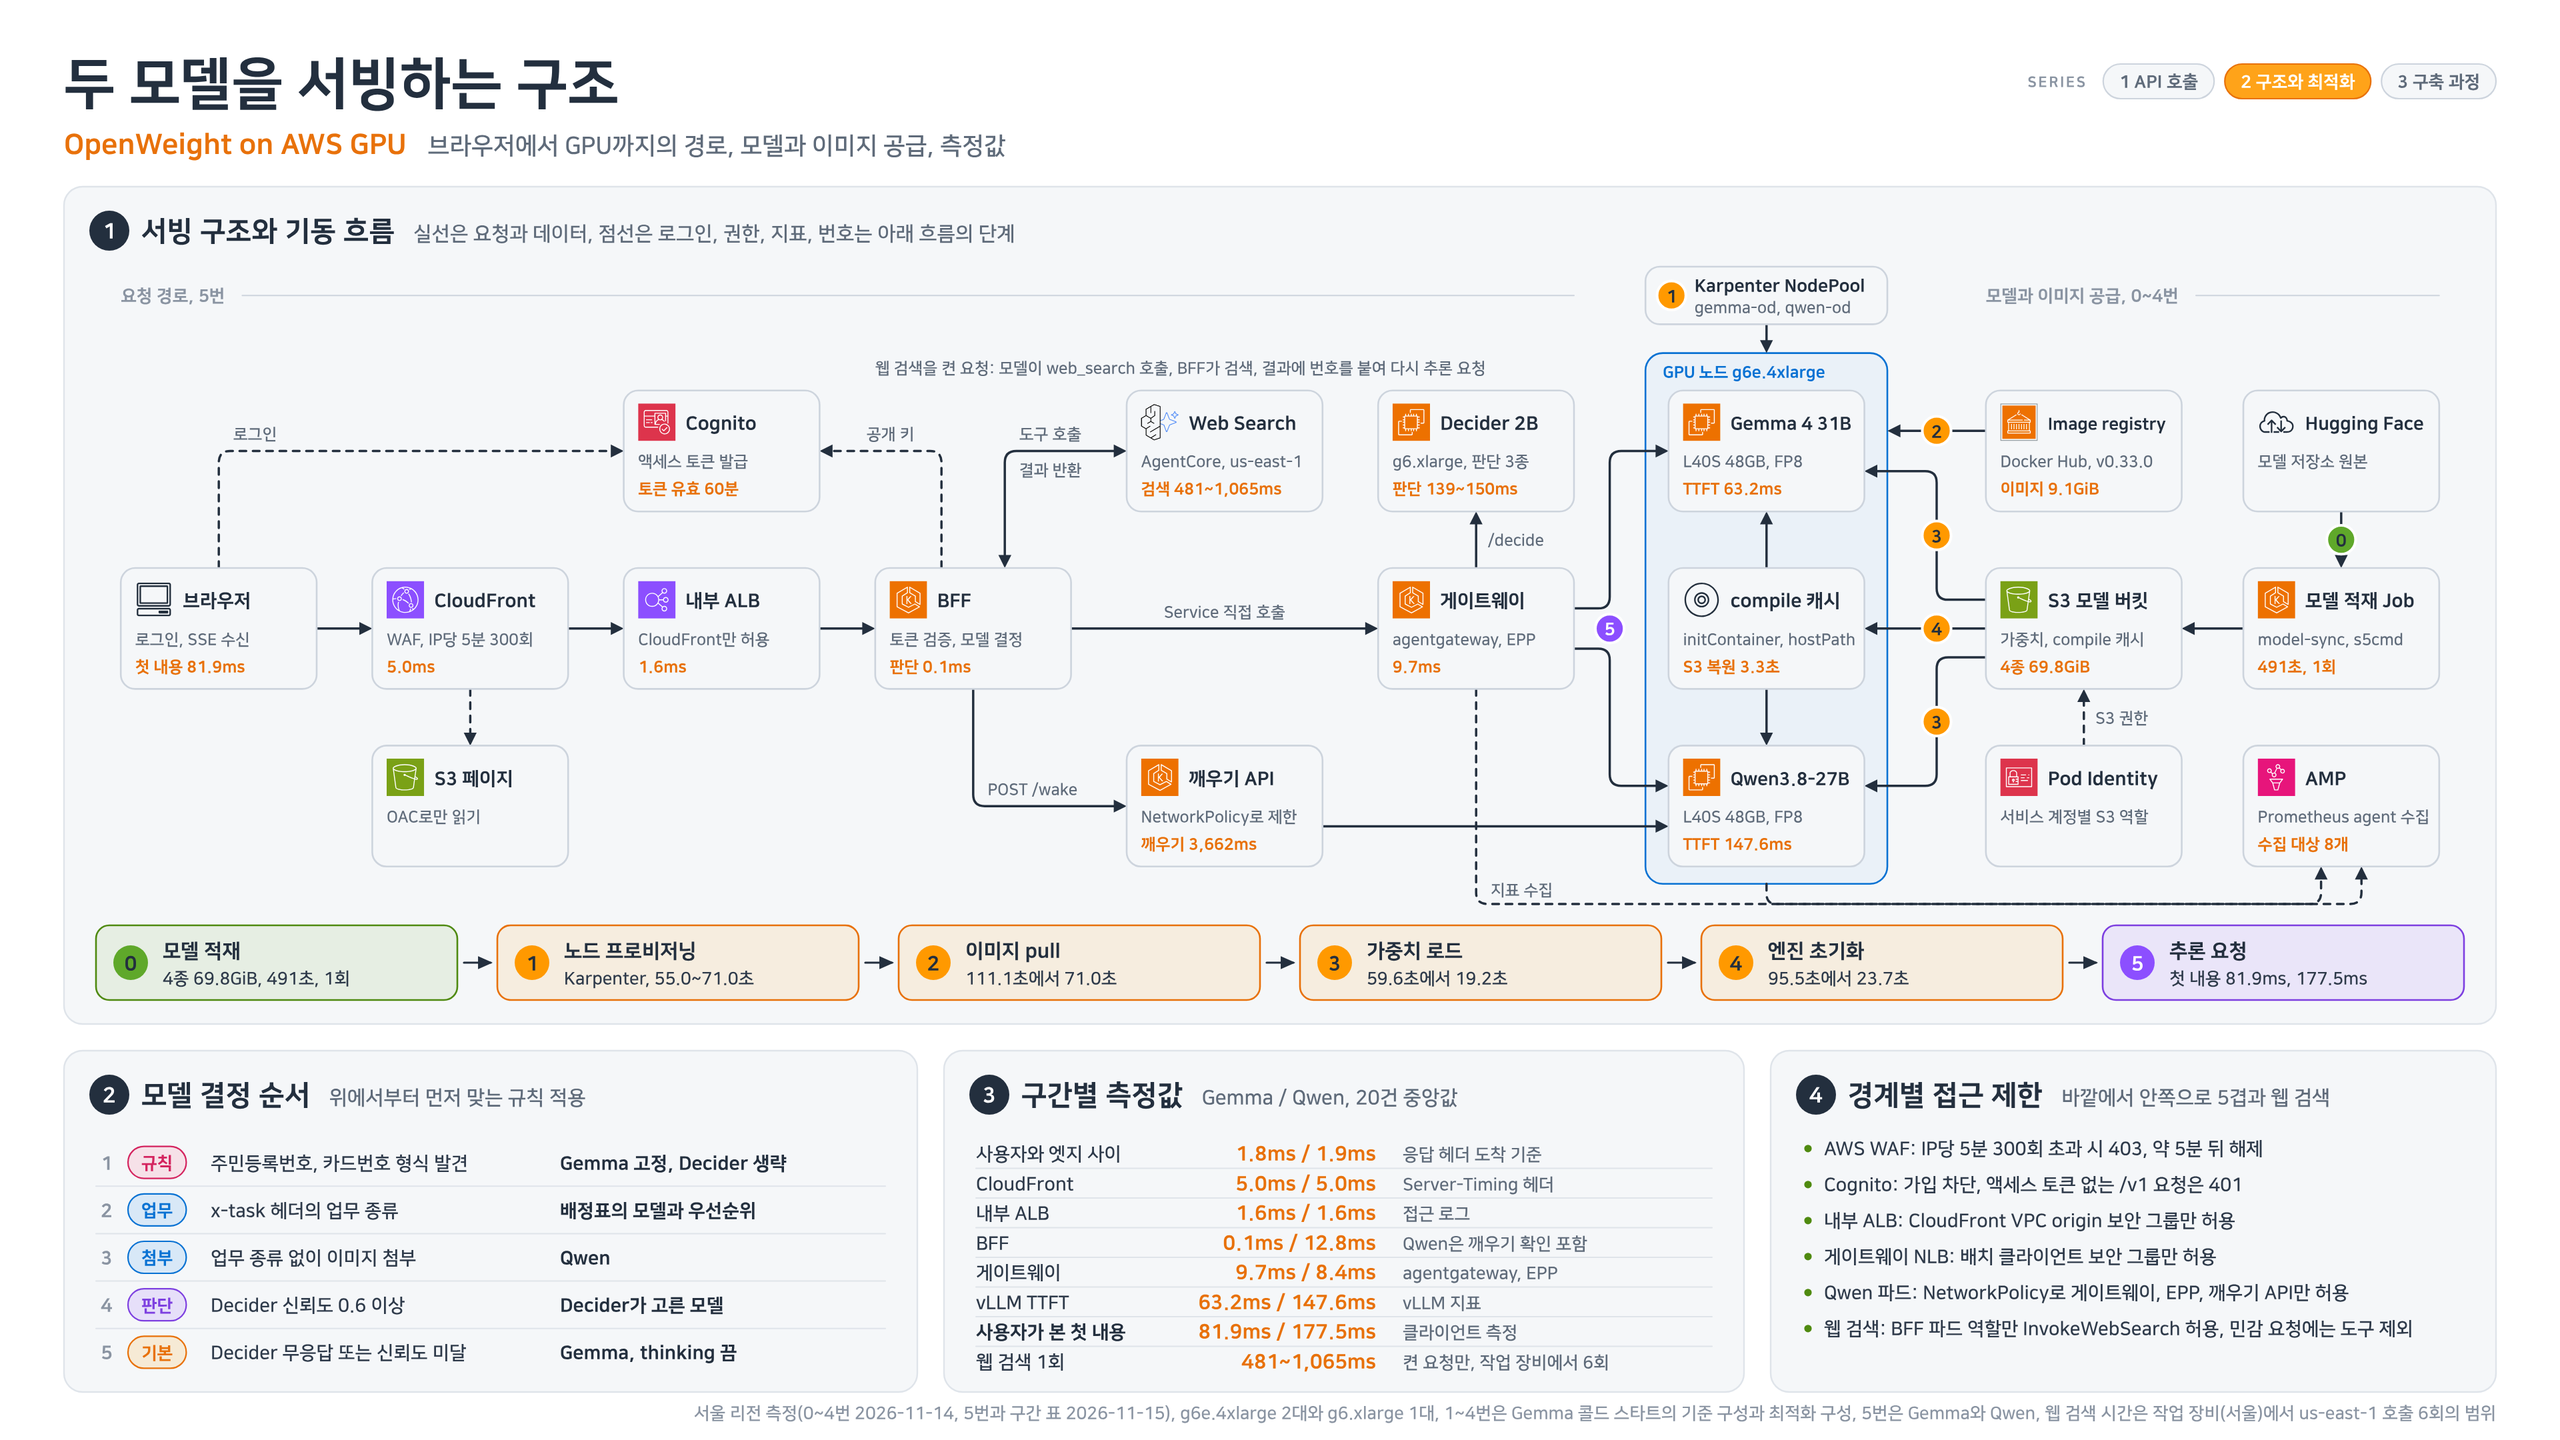 두 모델을 서빙하는 구조
SERIES 1 API 호출 2 구조와 최적화 3 구축 과정
OpenWeight on AWS GPU 브라우저에서 GPU까지의 경로, 모델과 이미지 공급, 측정값
1 서빙 구조와 기동 흐름 실선은 요청과 데이터, 점선은 로그인, 권한, 지표, 번호는 아래 흐름의 단계
요청 경로, 5번
1 Karpenter NodePool
gemma-od, qwen-od
모델과 이미지 공급, 0~4번
웹 검색을 켠 요청: 모델이 web_search 호출, BFF가 검색, 결과에 번호를 붙여 다시 추론 요청
GPU 노드 g6e.4xlarge
로그인
Cognito
액세스 토큰 발급
토큰 유효 60분
공개 키
도구 호출
결과 반환
Web Search
AgentCore, us-east-1
검색 481~1,065ms
Decider 2B
g6.xlarge, 판단 3종
판단 139~150ms
Gemma 4 31B
L40S 48GB, FP8
TTFT 63.2ms
2
Image registry
Docker Hub, v0.33.0
이미지 9.1GiB
Hugging Face
모델 저장소 원본
/decide
3
0
브라우저
로그인, SSE 수신
첫 내용 81.9ms
CloudFront
WAF, IP당 5분 300회
5.0ms
내부 ALB
CloudFront만 허용
1.6ms
BFF
토큰 검증, 모델 결정
판단 0.1ms
Service 직접 호출
게이트웨이
agentgateway, EPP
9.7ms
5
compile 캐시
initContainer, hostPath
S3 복원 3.3초
4
S3 모델 버킷
가중치, compile 캐시
4종 69.8GiB
모델 적재 Job
model-sync, s5cmd
491초, 1회
3
S3 권한
S3 페이지
OAC로만 읽기
POST /wake
깨우기 API
NetworkPolicy로 제한
깨우기 3,662ms
Qwen3.8-27B
L40S 48GB, FP8
TTFT 147.6ms
Pod Identity
서비스 계정별 S3 역할
AMP
Prometheus agent 수집
수집 대상 8개
지표 수집
0 모델 적재
4종 69.8GiB, 491초, 1회
1 노드 프로비저닝
Karpenter, 55.0~71.0초
2 이미지 pull
111.1초에서 71.0초
3 가중치 로드
59.6초에서 19.2초
4 엔진 초기화
95.5초에서 23.7초
5 추론 요청
첫 내용 81.9ms, 177.5ms
2 모델 결정 순서 위에서부터 먼저 맞는 규칙 적용
1 규칙 주민등록번호, 카드번호 형식 발견 Gemma 고정, Decider 생략
2 업무 x-task 헤더의 업무 종류 배정표의 모델과 우선순위
3 첨부 업무 종류 없이 이미지 첨부 Qwen
4 판단 Decider 신뢰도 0.6 이상 Decider가 고른 모델
5 기본 Decider 무응답 또는 신뢰도 미달 Gemma, thinking 끔
3 구간별 측정값 Gemma / Qwen, 20건 중앙값
사용자와 엣지 사이 1.8ms / 1.9ms 응답 헤더 도착 기준
CloudFront 5.0ms / 5.0ms Server-Timing 헤더
내부 ALB 1.6ms / 1.6ms 접근 로그
BFF 0.1ms / 12.8ms Qwen은 깨우기 확인 포함
게이트웨이 9.7ms / 8.4ms agentgateway, EPP
vLLM TTFT 63.2ms / 147.6ms vLLM 지표
사용자가 본 첫 내용 81.9ms / 177.5ms 클라이언트 측정
웹 검색 1회 481~1,065ms 켠 요청만, 작업 장비에서 6회
4 경계별 접근 제한 바깥에서 안쪽으로 5겹과 웹 검색
• AWS WAF: IP당 5분 300회 초과 시 403, 약 5분 뒤 해제
• Cognito: 가입 차단, 액세스 토큰 없는 /v1 요청은 401
• 내부 ALB: CloudFront VPC origin 보안 그룹만 허용
• 게이트웨이 NLB: 배치 클라이언트 보안 그룹만 허용
• Qwen 파드: NetworkPolicy로 게이트웨이, EPP, 깨우기 API만 허용
• 웹 검색: BFF 파드 역할만 InvokeWebSearch 허용, 민감 요청에는 도구 제외
서울 리전 측정(0~4번 2026-11-14, 5번과 구간 표 2026-11-15), g6e.4xlarge 2대와 g6.xlarge 1대, 1~4번은 Gemma 콜드 스타트의 기준 구성과 최적화 구성, 5번은 Gemma와 Qwen, 웹 검색 시간은 작업 장비(서울)에서 us-east-1 호출 6회의 범위